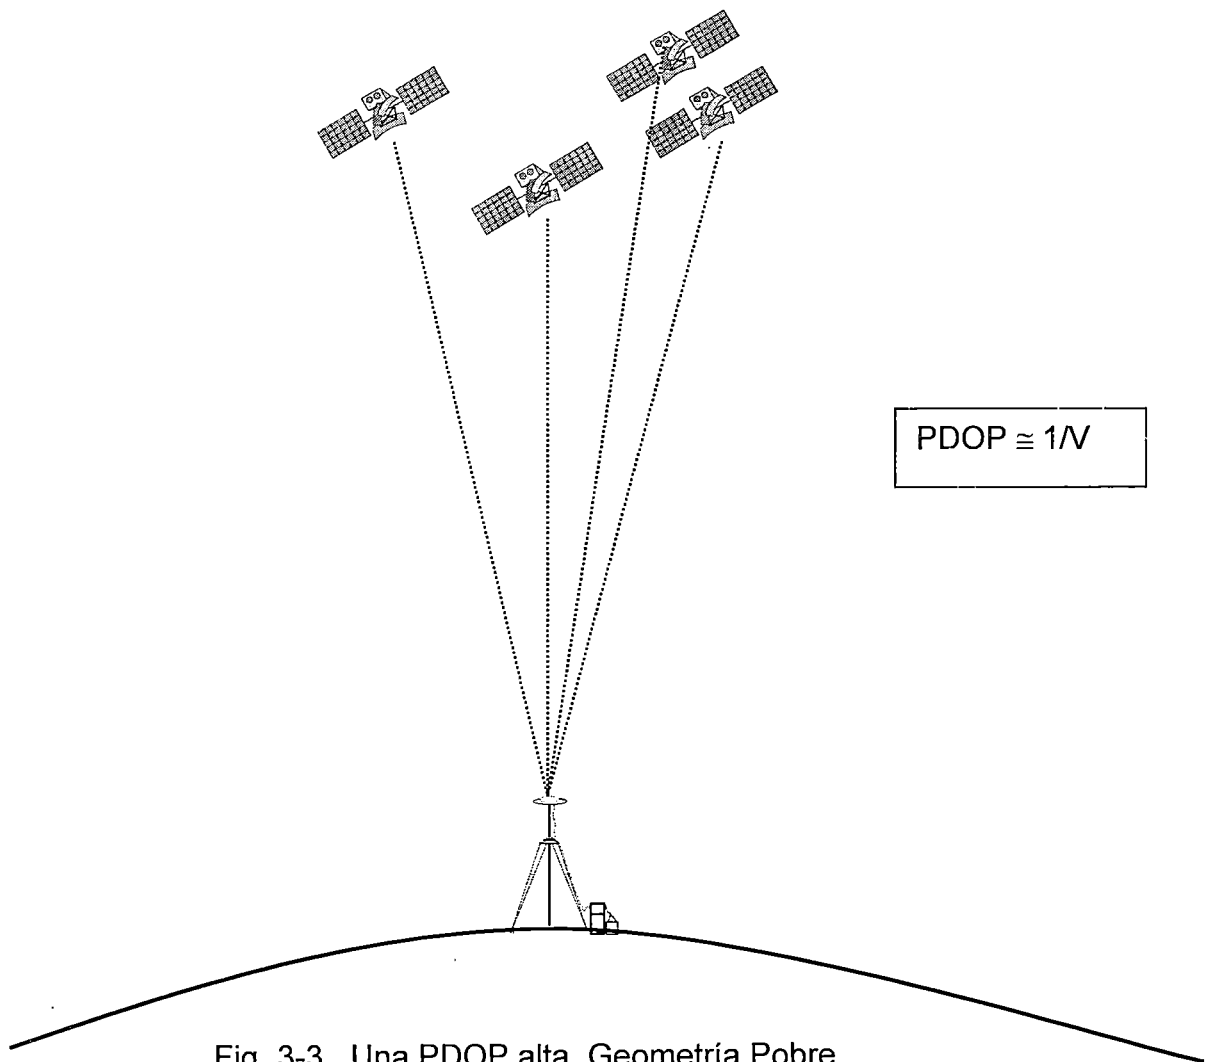 PDOP ≅ 1/V
Fig. 3-3 Una PDOP alta, Geometría Pobre